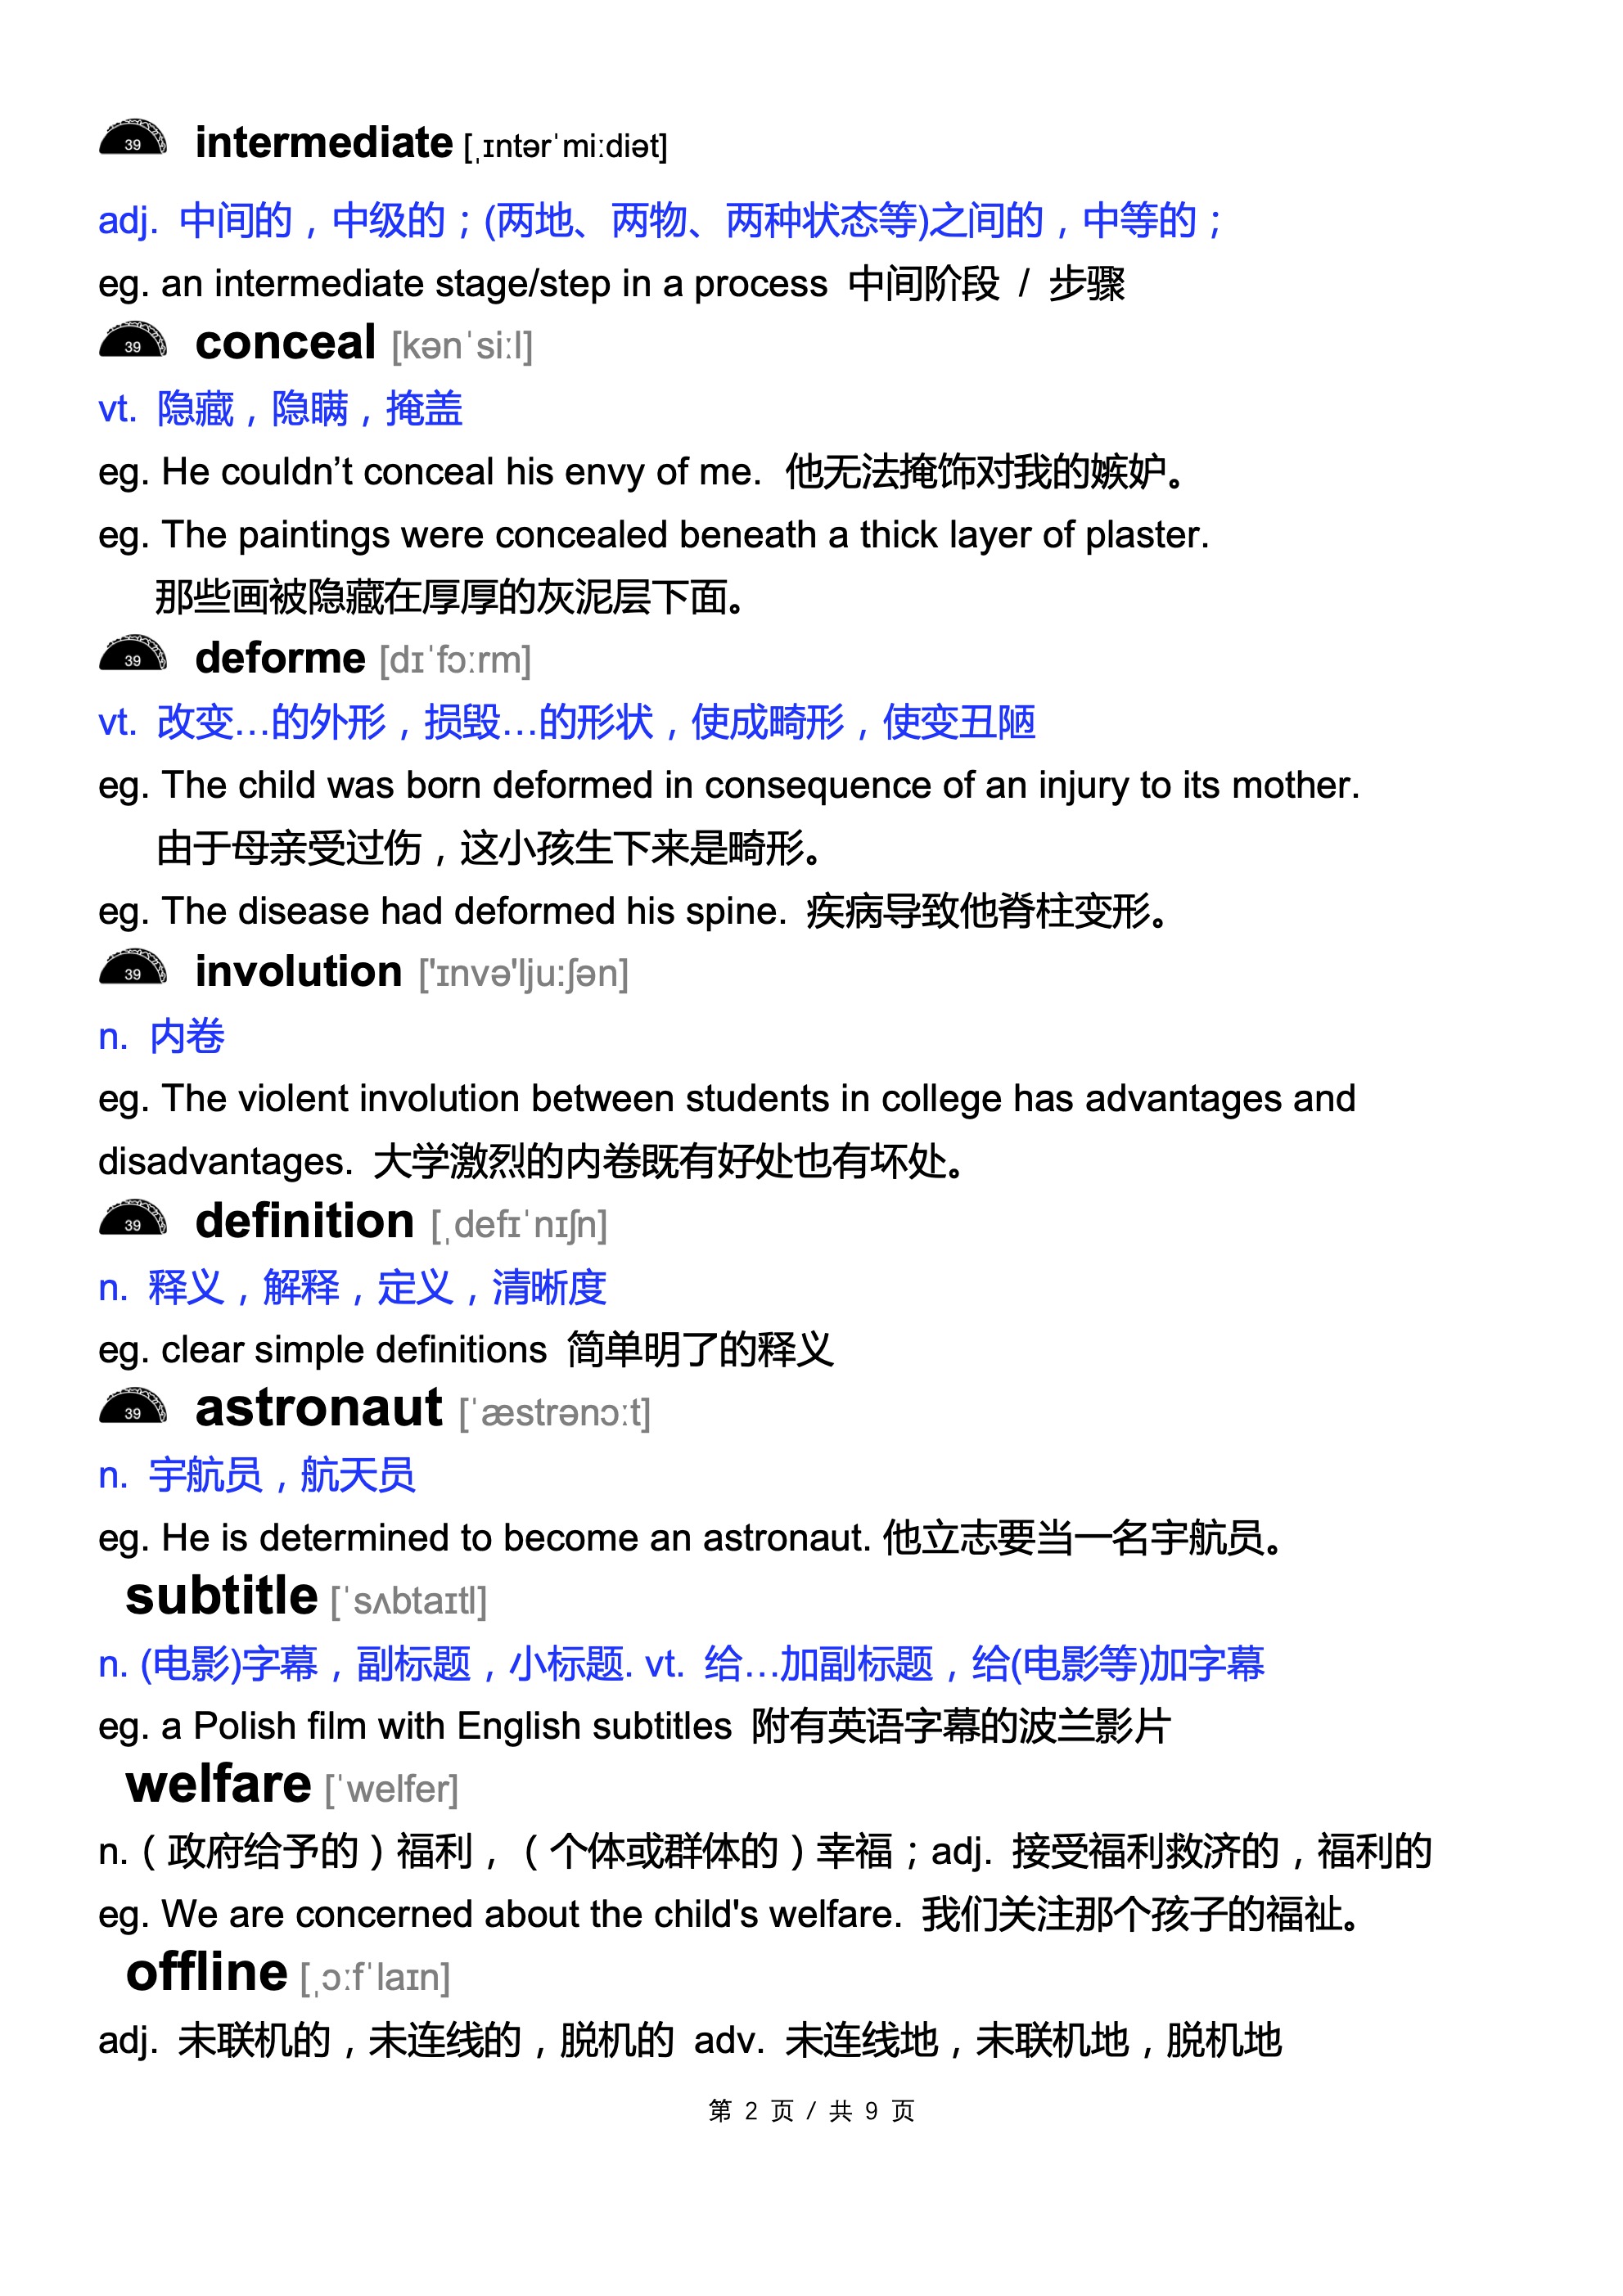 39 intermediate [ˌɪntərˈmiːdiət]
adj. 中间的，中级的；(两地、两物、两种状态等)之间的，中等的；
eg. an intermediate stage/step in a process 中间阶段 / 步骤
39 conceal [kənˈsiːl]
vt. 隐藏，隐瞒，掩盖
eg. He couldn’t conceal his envy of me. 他无法掩饰对我的嫉妒。
eg. The paintings were concealed beneath a thick layer of plaster.
那些画被隐藏在厚厚的灰泥层下面。
39 deforme [dɪˈfɔːrm]
vt. 改变…的外形，损毁…的形状，使成畸形，使变丑陋
eg. The child was born deformed in consequence of an injury to its mother.
由于母亲受过伤，这小孩生下来是畸形。
eg. The disease had deformed his spine. 疾病导致他脊柱变形。
39 involution ['ɪnvə'lju:ʃən]
n. 内卷
eg. The violent involution between students in college has advantages and
disadvantages. 大学激烈的内卷既有好处也有坏处。
39 definition [ˌdefɪˈnɪʃn]
n. 释义，解释，定义，清晰度
eg. clear simple definitions 简单明了的释义
39 astronaut [ˈæstrənɔːt]
n. 宇航员，航天员
eg. He is determined to become an astronaut. 他立志要当一名宇航员。
subtitle [ˈsʌbtaɪtl]
n. (电影)字幕，副标题，小标题. vt. 给…加副标题，给(电影等)加字幕
eg. a Polish film with English subtitles 附有英语字幕的波兰影片
welfare [ˈwelfer]
n.（政府给予的）福利，（个体或群体的）幸福；adj. 接受福利救济的，福利的
eg. We are concerned about the child's welfare. 我们关注那个孩子的福祉。
offline [ˌɔːfˈlaɪn]
adj. 未联机的，未连线的，脱机的 adv. 未连线地，未联机地，脱机地
第 2 页 / 共 9 页